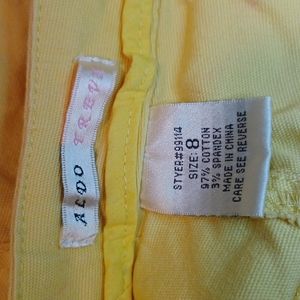 ALDO TREVI
STYE#99114
SIZE: 8
97% COTTON
3% SPANDEX
MADE IN CHINA
CARE SEE REVERSE